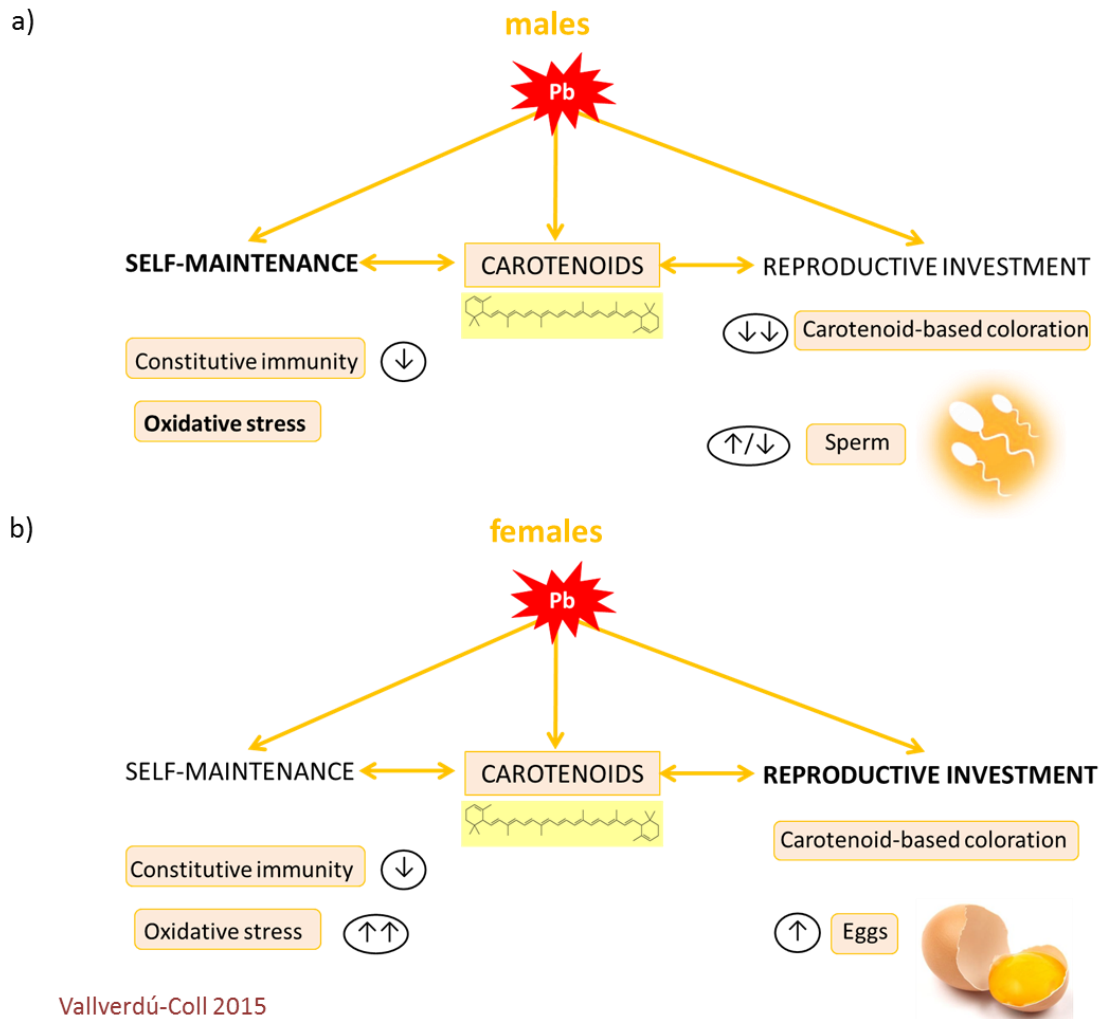 a)
males
Pb
SELF-MAINTENANCE
CAROTENOIDS
REPRODUCTIVE INVESTMENT
↓↓ Carotenoid-based coloration
Constitutive immunity ↓
Oxidative stress
↑/↓ Sperm
b)
females
Pb
SELF-MAINTENANCE
CAROTENOIDS
REPRODUCTIVE INVESTMENT
Carotenoid-based coloration
Constitutive immunity ↓
Oxidative stress ↑↑
↑ Eggs
Vallverdú-Coll 2015